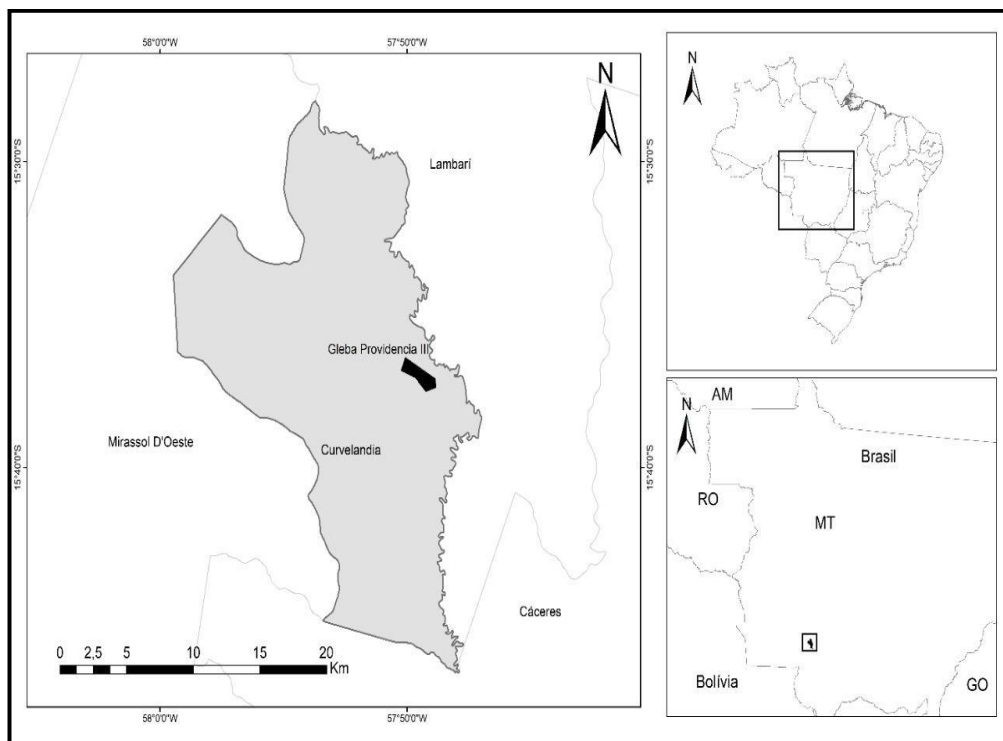 58°0'0"W
57°50'0"W
N
Lambarí
15°30'0"S
15°30'0"S
Gleba Providencia III
Mirassol D'Oeste
Curvelandia
15°40'0"S
15°40'0"S
Cáceres
0 2,5 5 10 15 20
Km
58°0'0"W
57°50'0"W
N
AM
N
Brasil
RO
MT
Bolívia
GO